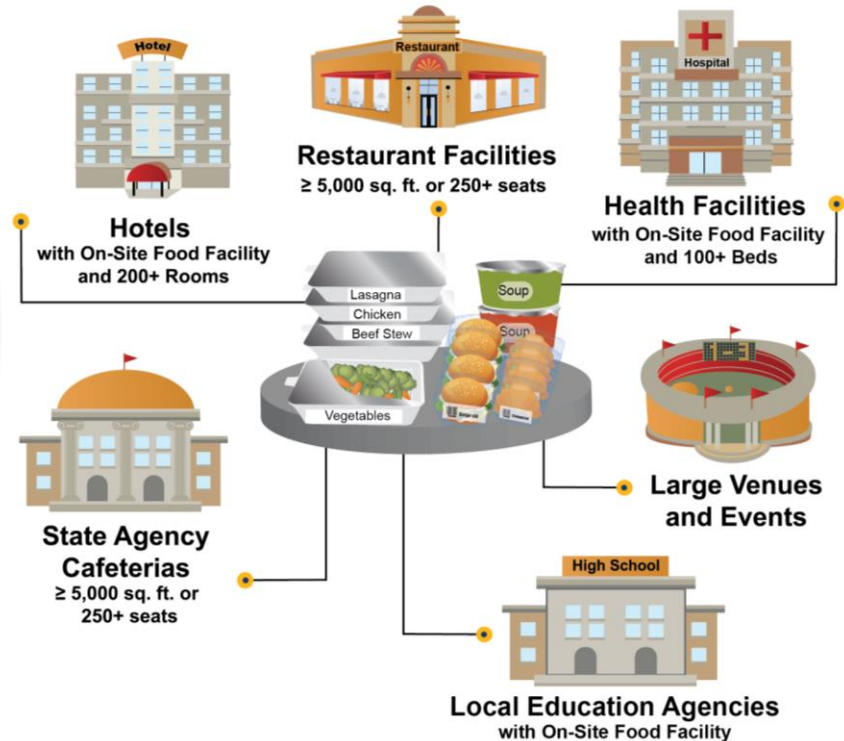 Hotel
Hotels
with On-Site Food Facility
and 200+ Rooms
Restaurant
Restaurant Facilities
≥ 5,000 sq. ft. or 250+ seats
Hospital
Health Facilities
with On-Site Food Facility
and 100+ Beds
Lasagna
Chicken
Beef Stew
Vegetables
Soup
Soup
State Agency
Cafeterias
≥ 5,000 sq. ft. or
250+ seats
Large Venues
and Events
High School
Local Education Agencies
with On-Site Food Facility